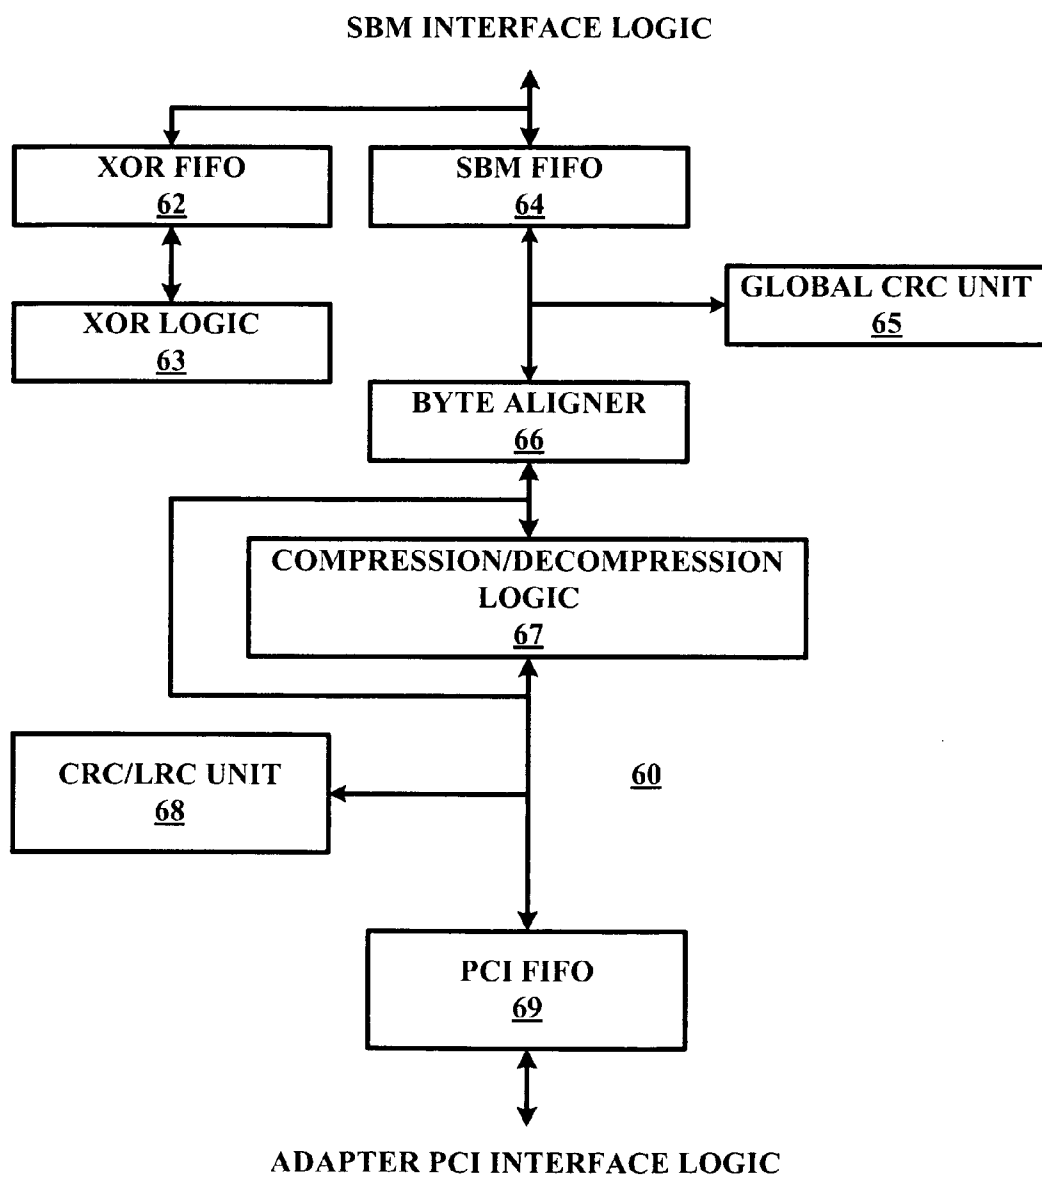 SBM INTERFACE LOGIC
XOR FIFO
62
SBM FIFO
64
GLOBAL CRC UNIT
65
XOR LOGIC
63
BYTE ALIGNER
66
COMPRESSION/DECOMPRESSION
LOGIC
67
CRC/LRC UNIT
68
60
PCI FIFO
69
ADAPTER PCI INTERFACE LOGIC